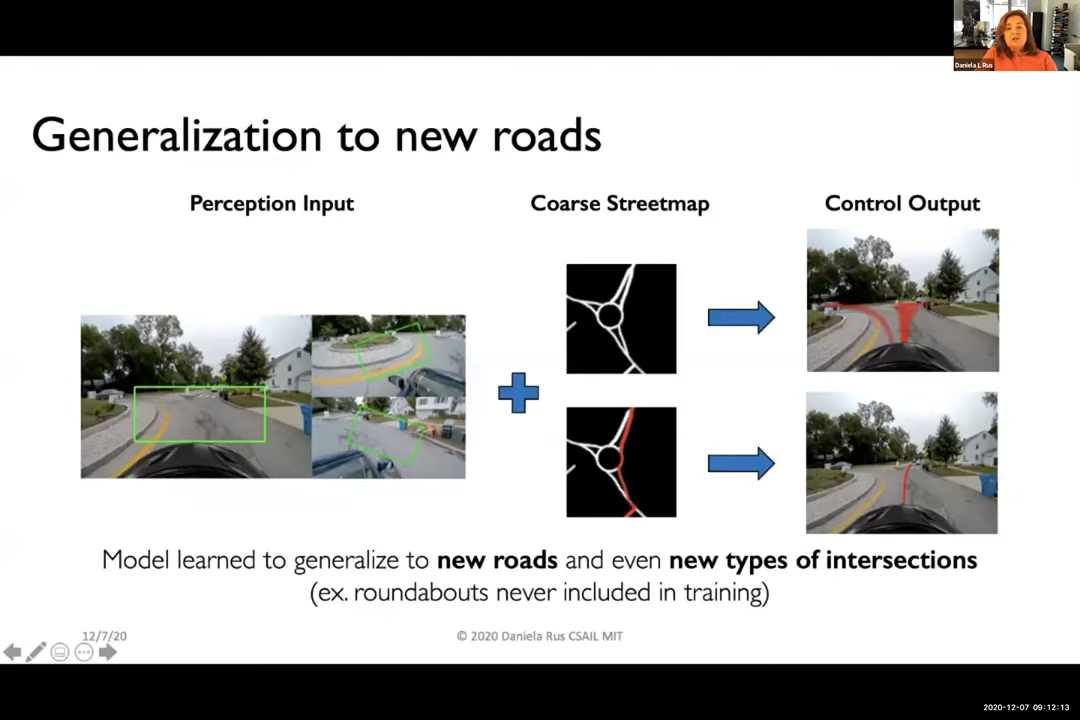 Daniela L Rus
Generalization to new roads
Perception Input
Coarse Streetmap
Control Output
Model learned to generalize to new roads and even new types of intersections
(ex. roundabouts never included in training)
12/7/20
© 2020 Daniela Rus CSAIL MIT
2020-12-07 09:12:13